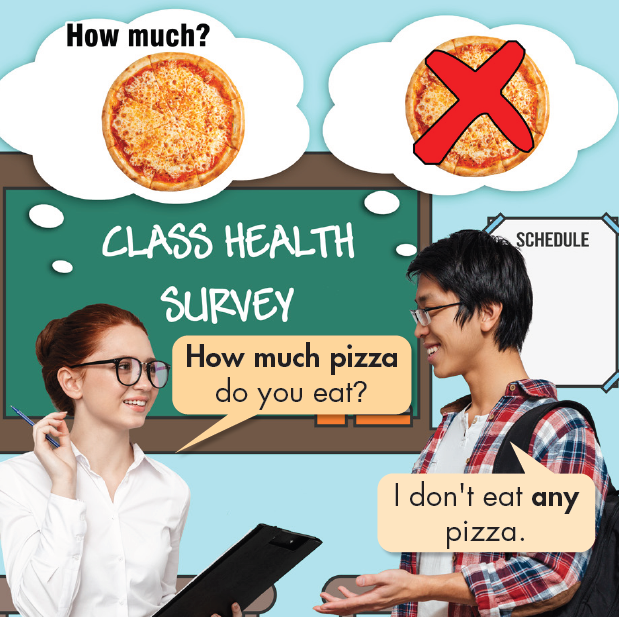 How much?
SCHEDULE
CLASS HEALTH
SURVEY
How much pizza
do you eat?
I don't eat any
pizza.